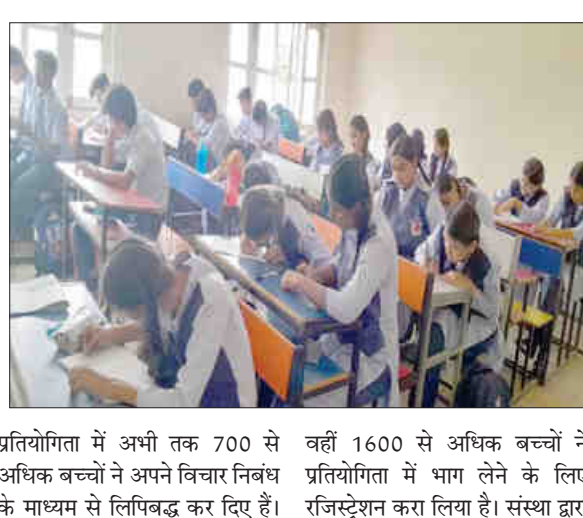 प्रतियोगिता में अभी तक 700 से
अधिक बच्चों ने अपने विचार निबंध
के माध्यम से लिपिबद्ध कर दिए हैं।
वहीं 1600 से अधिक बच्चों ने
प्रतियोगिता में भाग लेने के लिए
रजिस्ट्रेशन करा लिया है। संस्था द्वारा